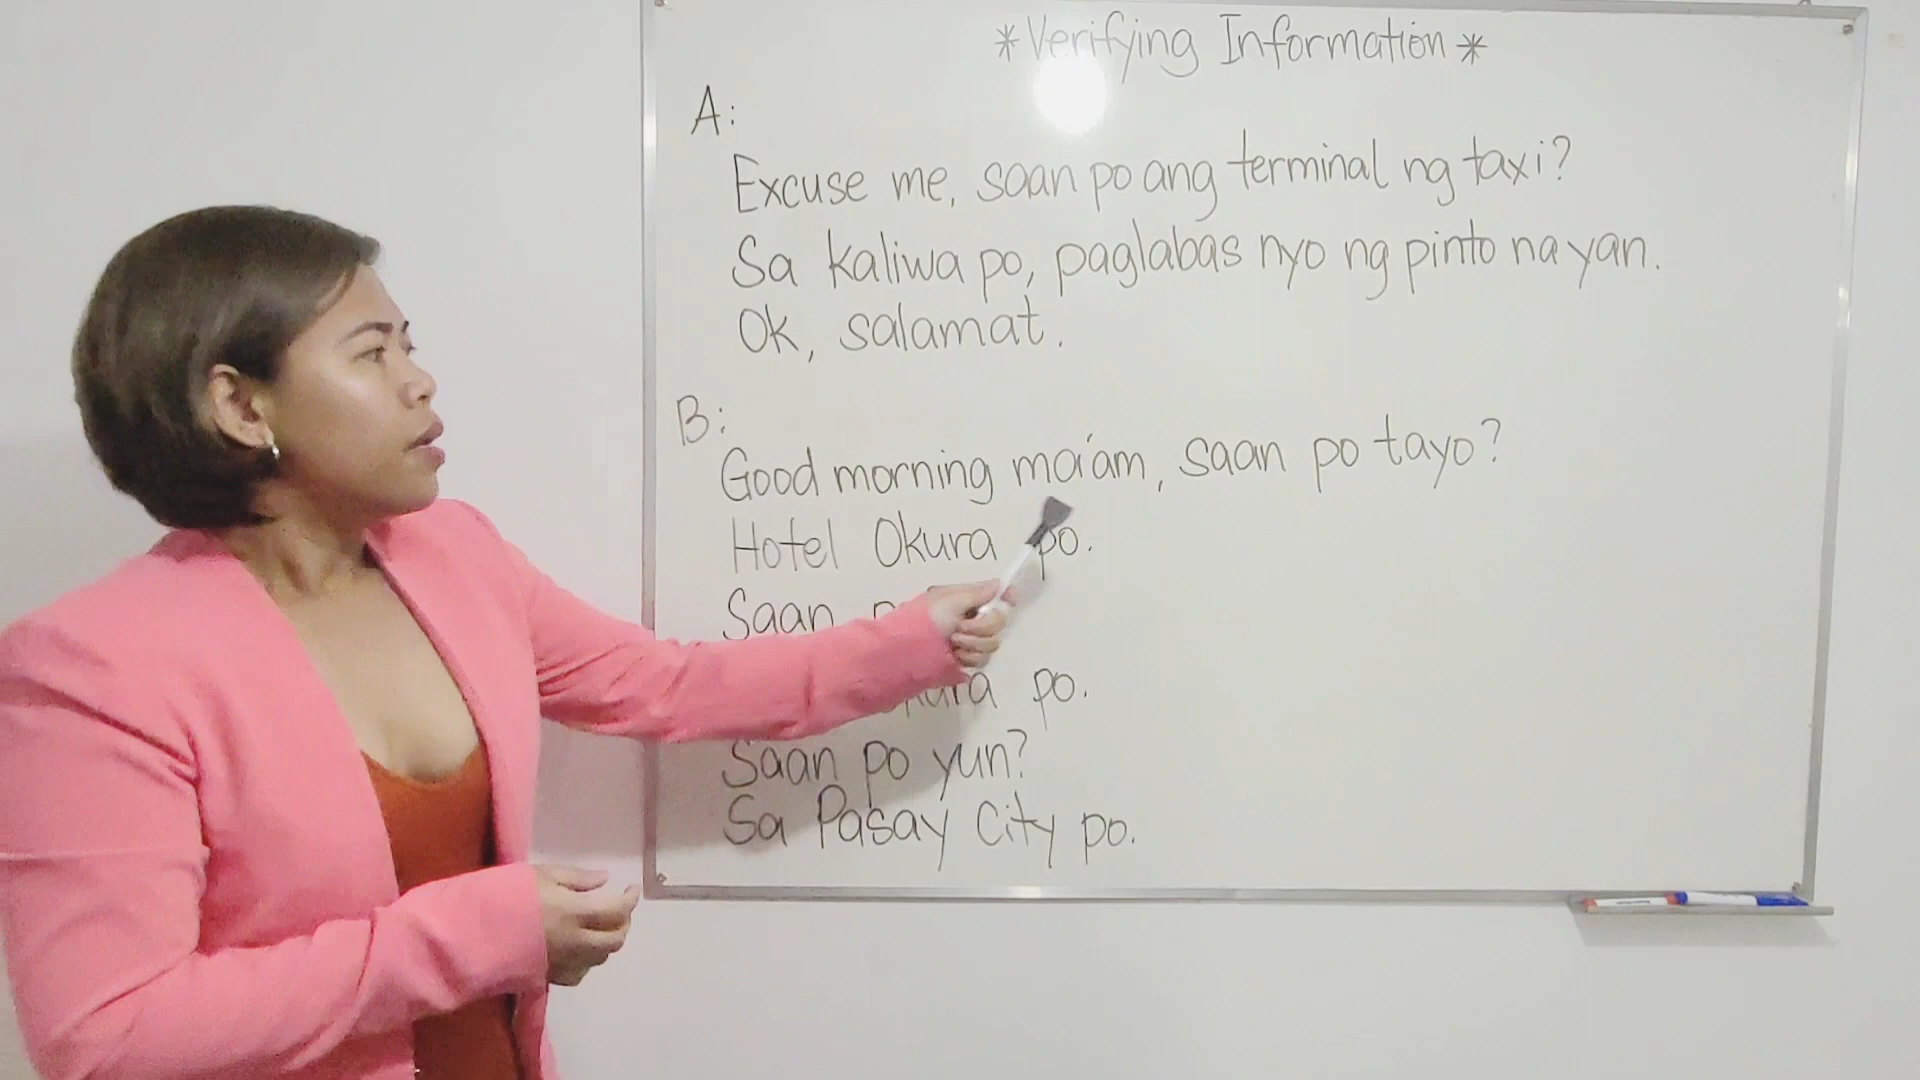 *Verifying Information*
A:
Excuse me, saan po ang terminal ng taxi?
Sa kaliwa po, paglabas nyo ng pinto na yan.
Ok, salamat.
B:
Good morning ma'am, saan po tayo?
Hotel Okura po.
Saan
po.
Saan po yun?
Sa Pasay City po.